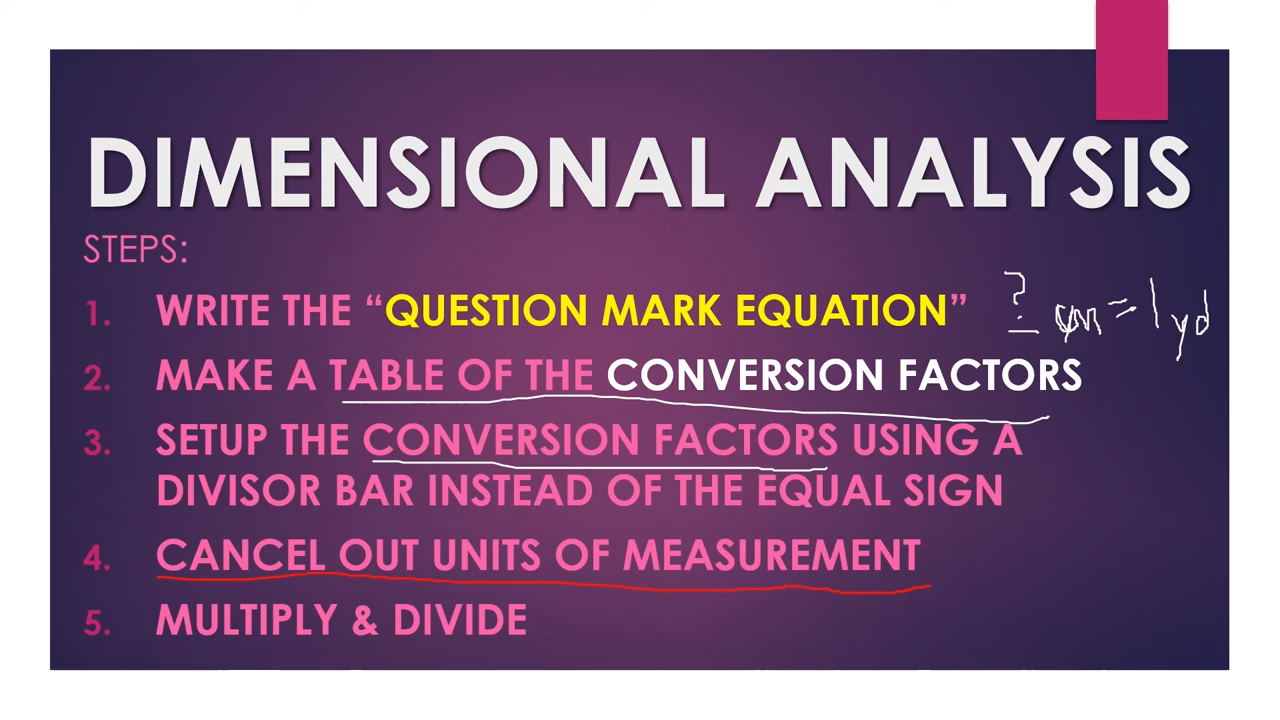 DIMENSIONAL ANALYSIS
STEPS:
1. WRITE THE “QUESTION MARK EQUATION” ? cm = 1 yd
2. MAKE A TABLE OF THE CONVERSION FACTORS
3. SETUP THE CONVERSION FACTORS USING A
DIVISOR BAR INSTEAD OF THE EQUAL SIGN
4. CANCEL OUT UNITS OF MEASUREMENT
5. MULTIPLY & DIVIDE